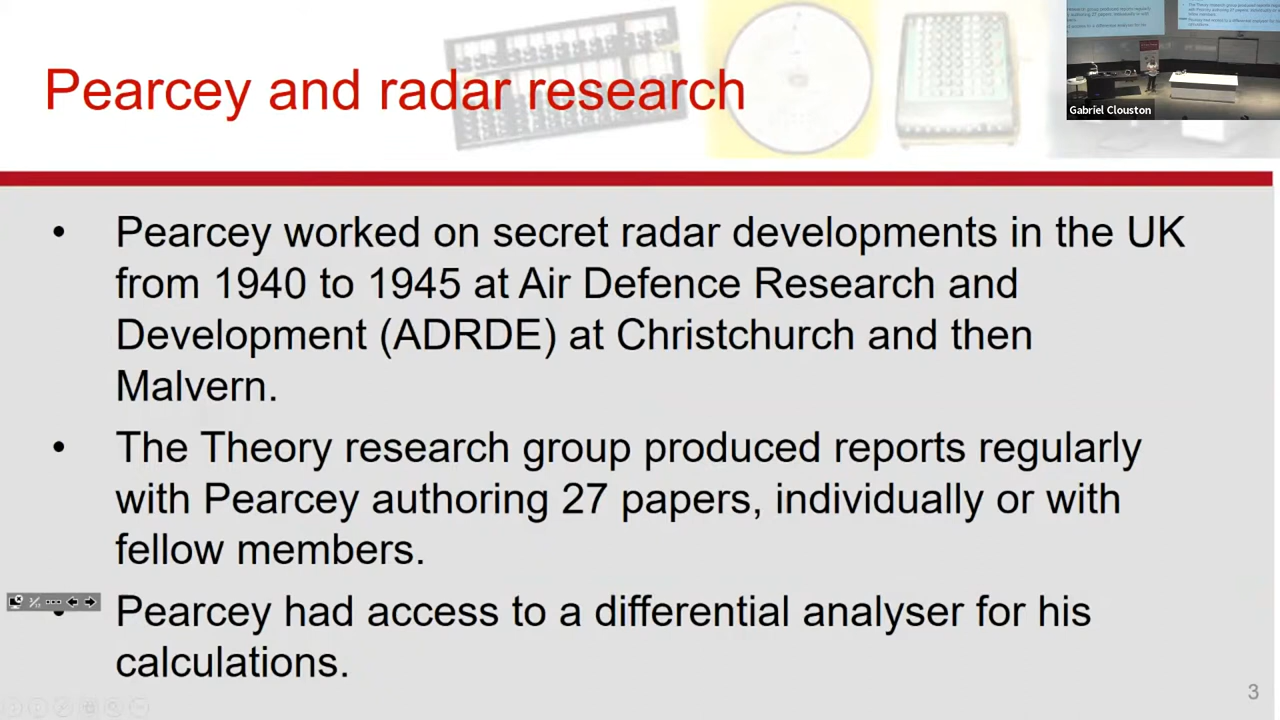 Pearcey and radar research
Gabriel Clouston
• Pearcey worked on secret radar developments in the UK
from 1940 to 1945 at Air Defence Research and
Development (ADRDE) at Christchurch and then
Malvern.
• The Theory research group produced reports regularly
with Pearcey authoring 27 papers, individually or with
fellow members.
• Pearcey had access to a differential analyser for his
calculations.
3